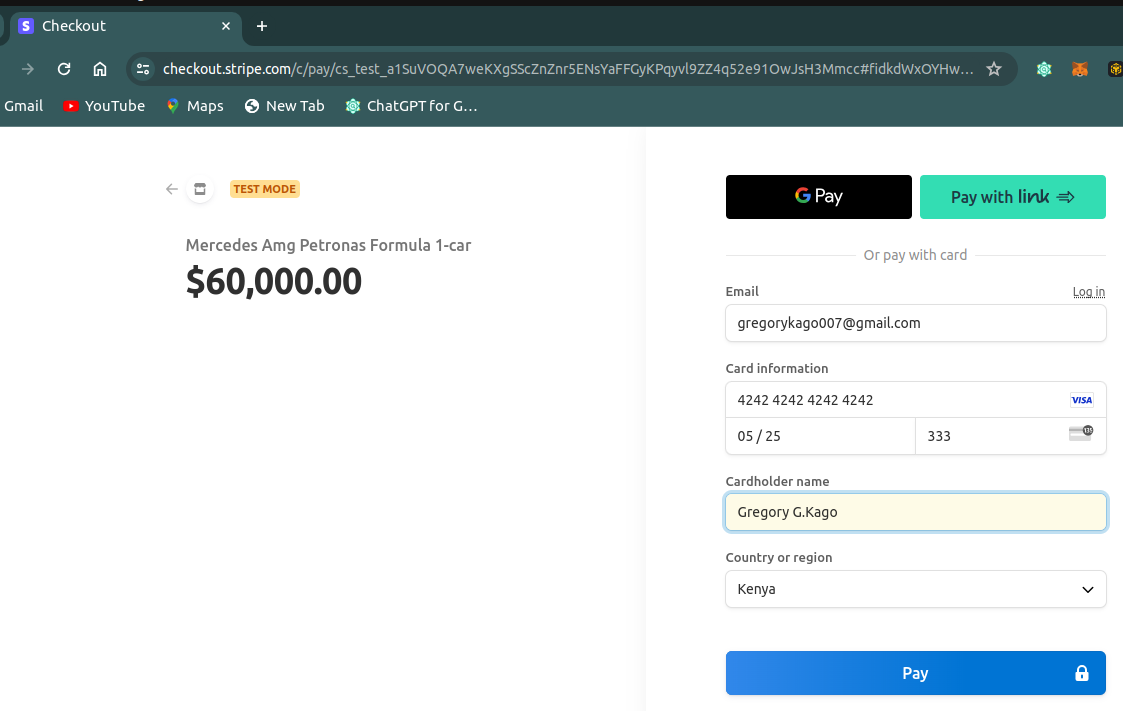 Checkout
checkout.stripe.com/c/pay/cs_test_a1SuVOQA7weKXgSScZnZnr5ENsYaFFGyKPqyvl9ZZ4q52e91OwJsH3Mmcc#fidkdWxOYHw...
Gmail YouTube Maps New Tab ChatGPT for G...
TEST MODE
Mercedes Amg Petronas Formula 1-car
$60,000.00
G Pay Pay with link
Or pay with card
Email Log in
gregorykago007@gmail.com
Card information
4242 4242 4242 4242 VISA
05 / 25 333
Cardholder name
Gregory G.Kago
Country or region
Kenya
Pay